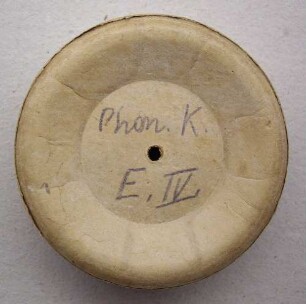 Phon. K.
E. IV